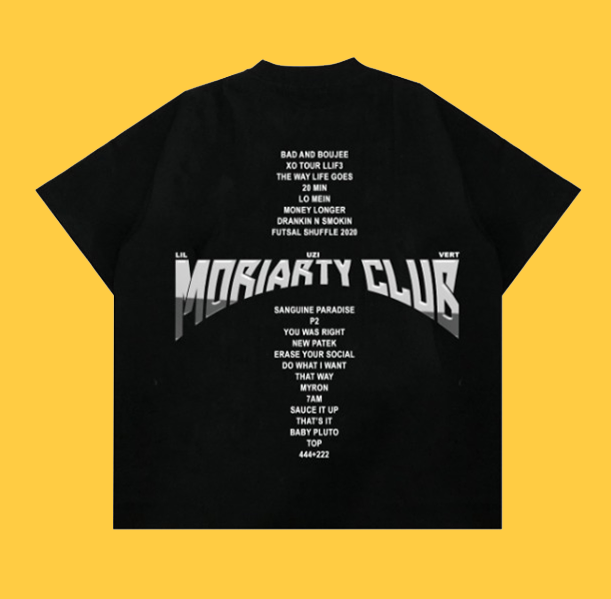 BAD AND BOUJEE
XO TOUR LLIF3
THE WAY LIFE GOES
20 MIN
LO MEIN
MONEY LONGER
DRANKIN N SMOKIN
FUTSAL SHUFFLE 2020
LIL UZI VERT
MORIARTY CLUB
SANGUINE PARADISE
P2
YOU WAS RIGHT
NEW PATEK
ERASE YOUR SOCIAL
DO WHAT I WANT
THAT WAY
MYRON
7AM
SAUCE IT UP
THAT'S IT
BABY PLUTO
TOP
444+222